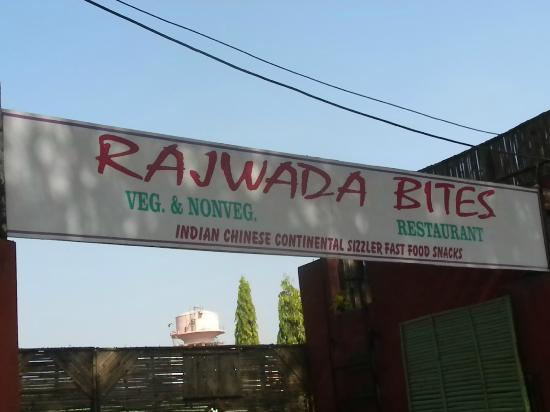 RAJWADA BITES
VEG. & NONVEG. RESTAURANT
INDIAN CHINESE CONTINENTAL SIZZLER FAST FOOD SNACKS